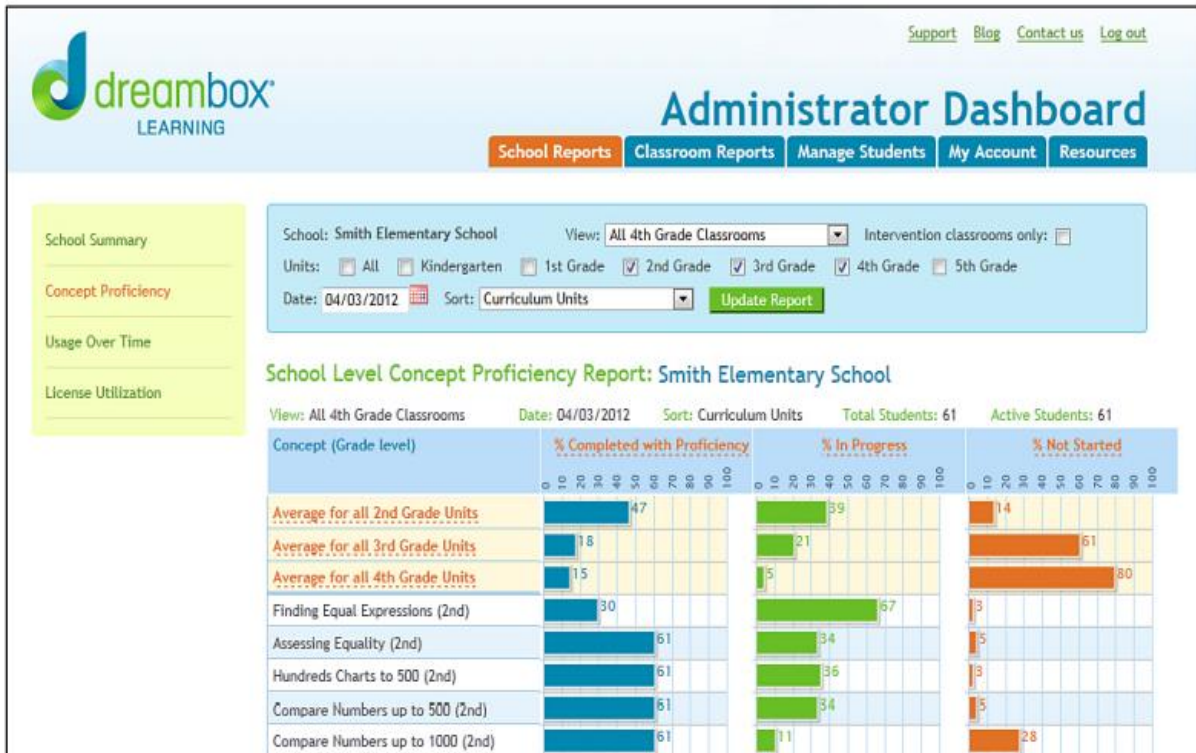 Support Blog Contact us Log out
dreambox
LEARNING
Administrator Dashboard
School Reports Classroom Reports Manage Students My Account Resources
School Summary
Concept Proficiency
Usage Over Time
License Utilization
School: Smith Elementary School View: All 4th Grade Classrooms Intervention classrooms only:
Units: All Kindergarten 1st Grade 2nd Grade 3rd Grade 4th Grade 5th Grade
Date: 04/03/2012 Sort: Curriculum Units Update Report
School Level Concept Proficiency Report: Smith Elementary School
View: All 4th Grade Classrooms Date: 04/03/2012 Sort: Curriculum Units Total Students: 61 Active Students: 61
Concept (Grade level) % Completed with Proficiency % In Progress % Not Started
0 10 20 30 40 50 60 70 80 90 100 0 10 20 30 40 50 60 70 80 90 100 0 10 20 30 40 50 60 70 80 90 100
Average for all 2nd Grade Units 47 39 14
Average for all 3rd Grade Units 18 21 61
Average for all 4th Grade Units 15 5 80
Finding Equal Expressions (2nd) 30 67 3
Assessing Equality (2nd) 61 34 5
Hundreds Charts to 500 (2nd) 61 36 3
Compare Numbers up to 500 (2nd) 61 34 5
Compare Numbers up to 1000 (2nd) 61 11 28